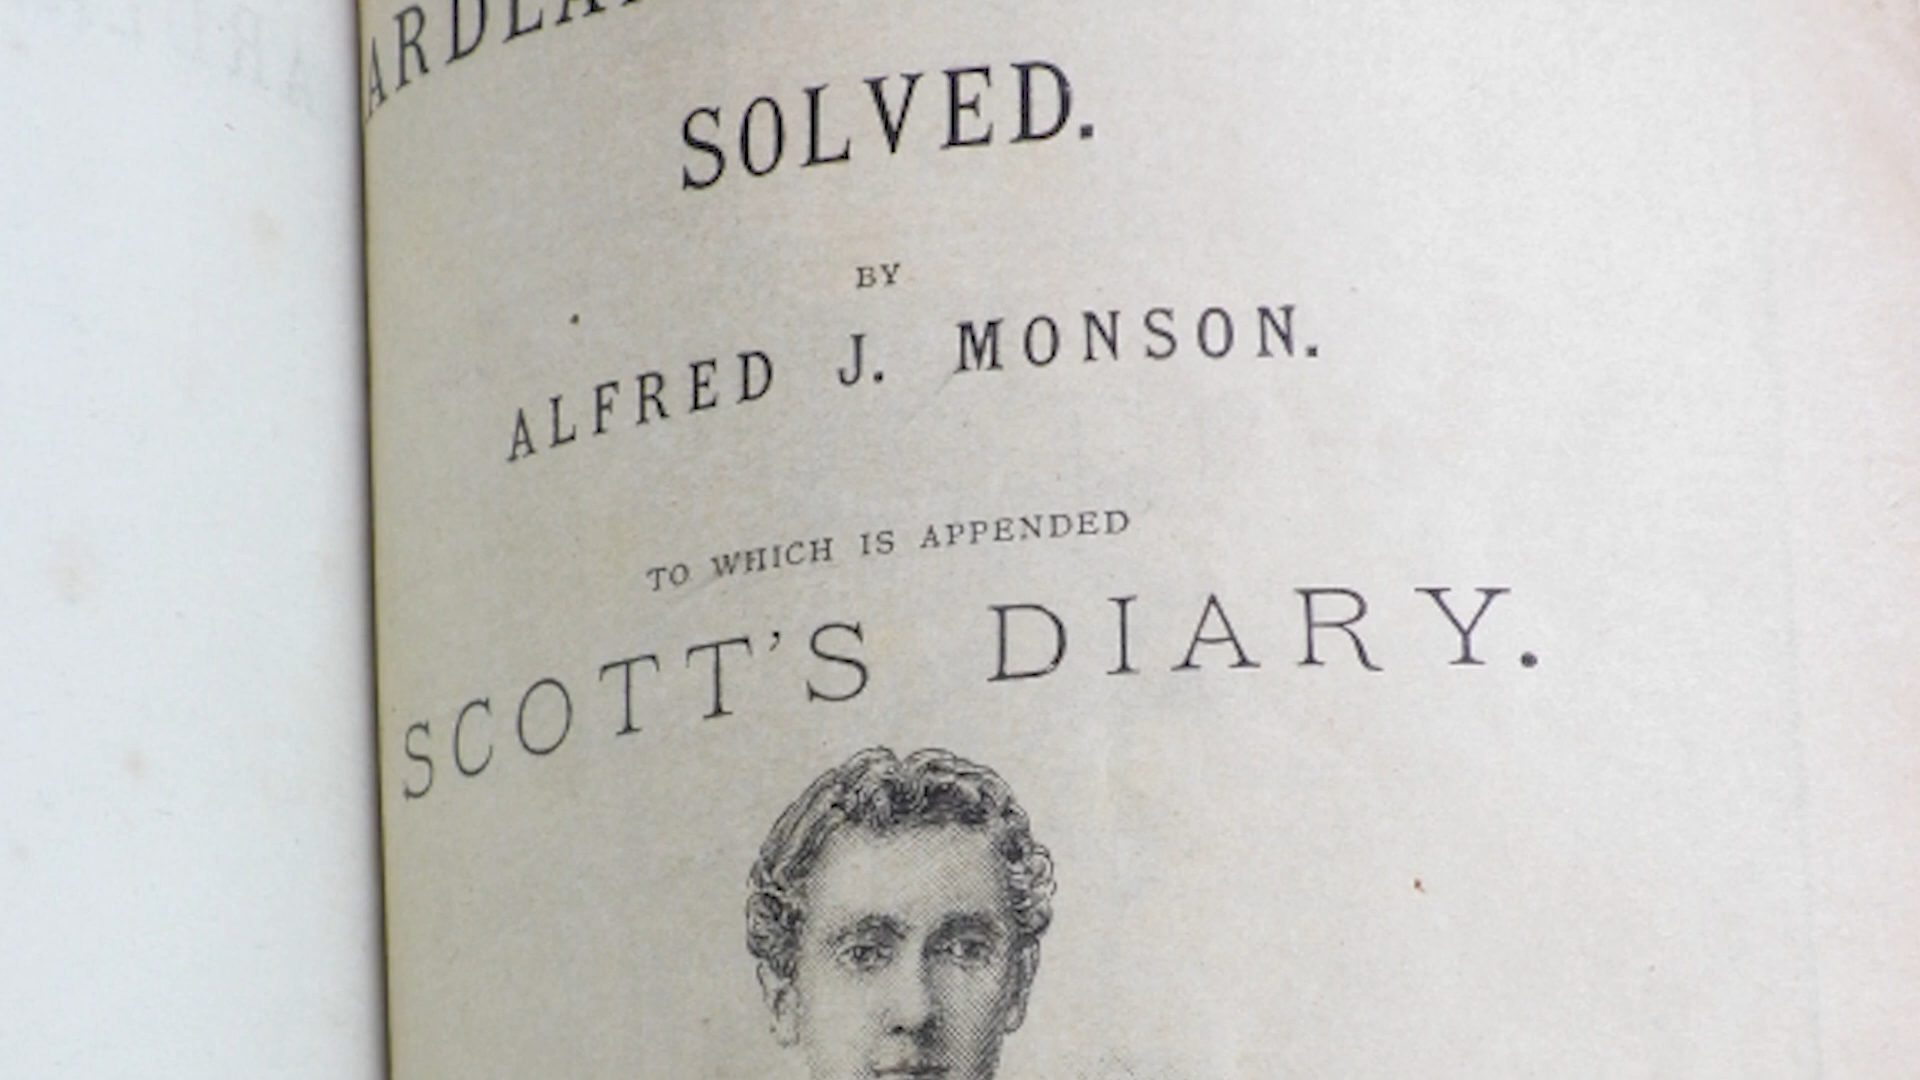 SOLVED.
BY
ALFRED J. MONSON.
TO WHICH IS APPENDED
SCOTT'S DIARY.